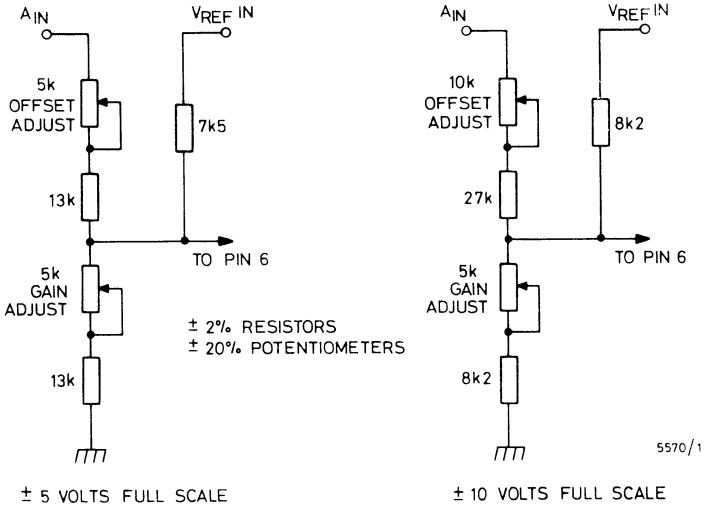 A IN
VREF IN
5k
OFFSET
ADJUST
7k5
13k
TO PIN 6
5k
GAIN
ADJUST
13k
± 2% RESISTORS
± 20% POTENTIOMETERS
± 5 VOLTS FULL SCALE
A IN
VREF IN
10k
OFFSET
ADJUST
8k2
27k
TO PIN 6
5k
GAIN
ADJUST
8k2
5570/1
± 10 VOLTS FULL SCALE